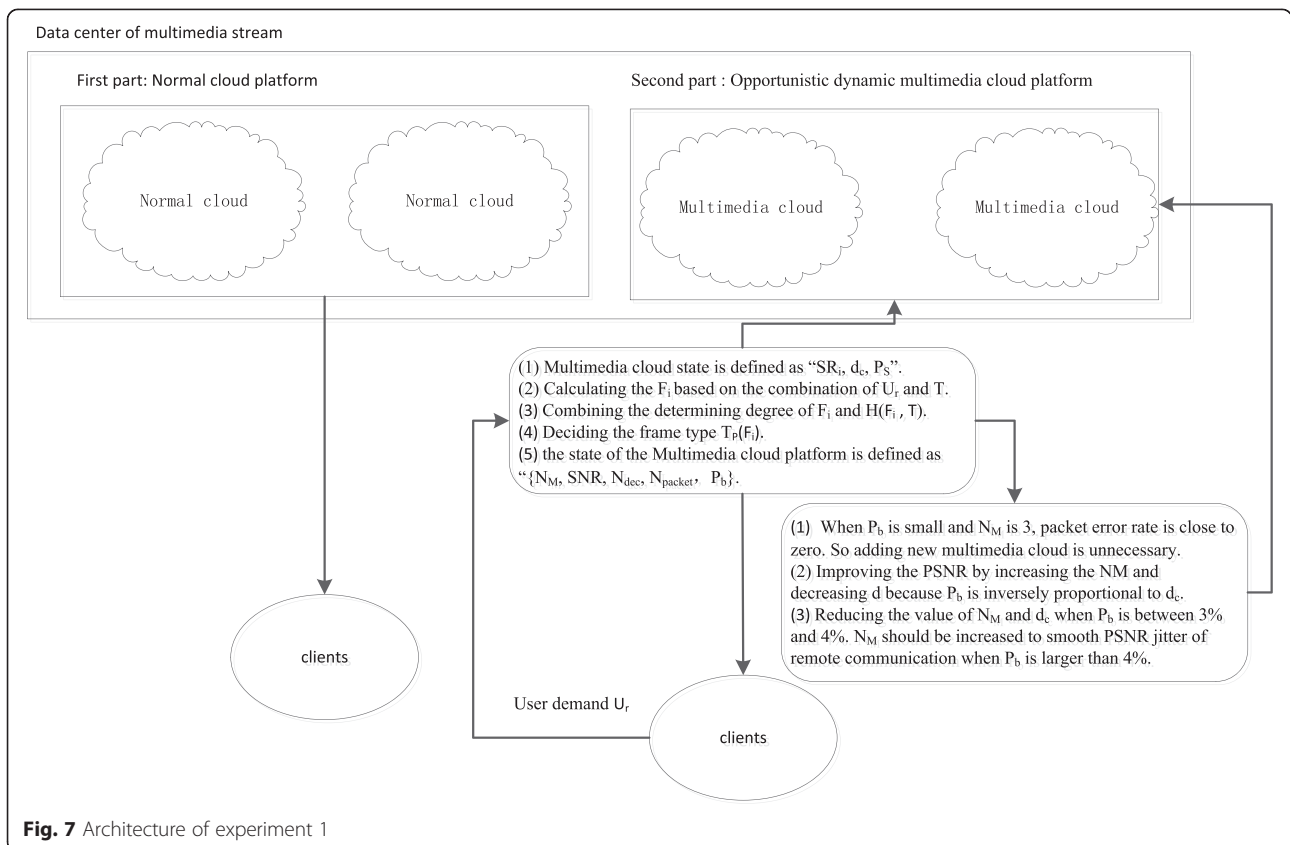 Data center of multimedia stream
First part: Normal cloud platform
Second part : Opportunistic dynamic multimedia cloud platform
Normal cloud
Normal cloud
Multimedia cloud
Multimedia cloud
(1) Multimedia cloud state is defined as “SRi, dc, PS”.
(2) Calculating the Fi based on the combination of Ur and T.
(3) Combining the determining degree of Fi and H(Fi , T).
(4) Deciding the frame type TP(Fi).
(5) the state of the Multimedia cloud platform is defined as
“{NM, SNR, Ndec, Npacket, Pb}.
(1) When Pb is small and NM is 3, packet error rate is close to
zero. So adding new multimedia cloud is unnecessary.
(2) Improving the PSNR by increasing the NM and
decreasing d because Pb is inversely proportional to dc.
(3) Reducing the value of NM and dc when Pb is between 3%
and 4%. NM should be increased to smooth PSNR jitter of
remote communication when Pb is larger than 4%.
clients
User demand Ur
clients
Fig. 7 Architecture of experiment 1